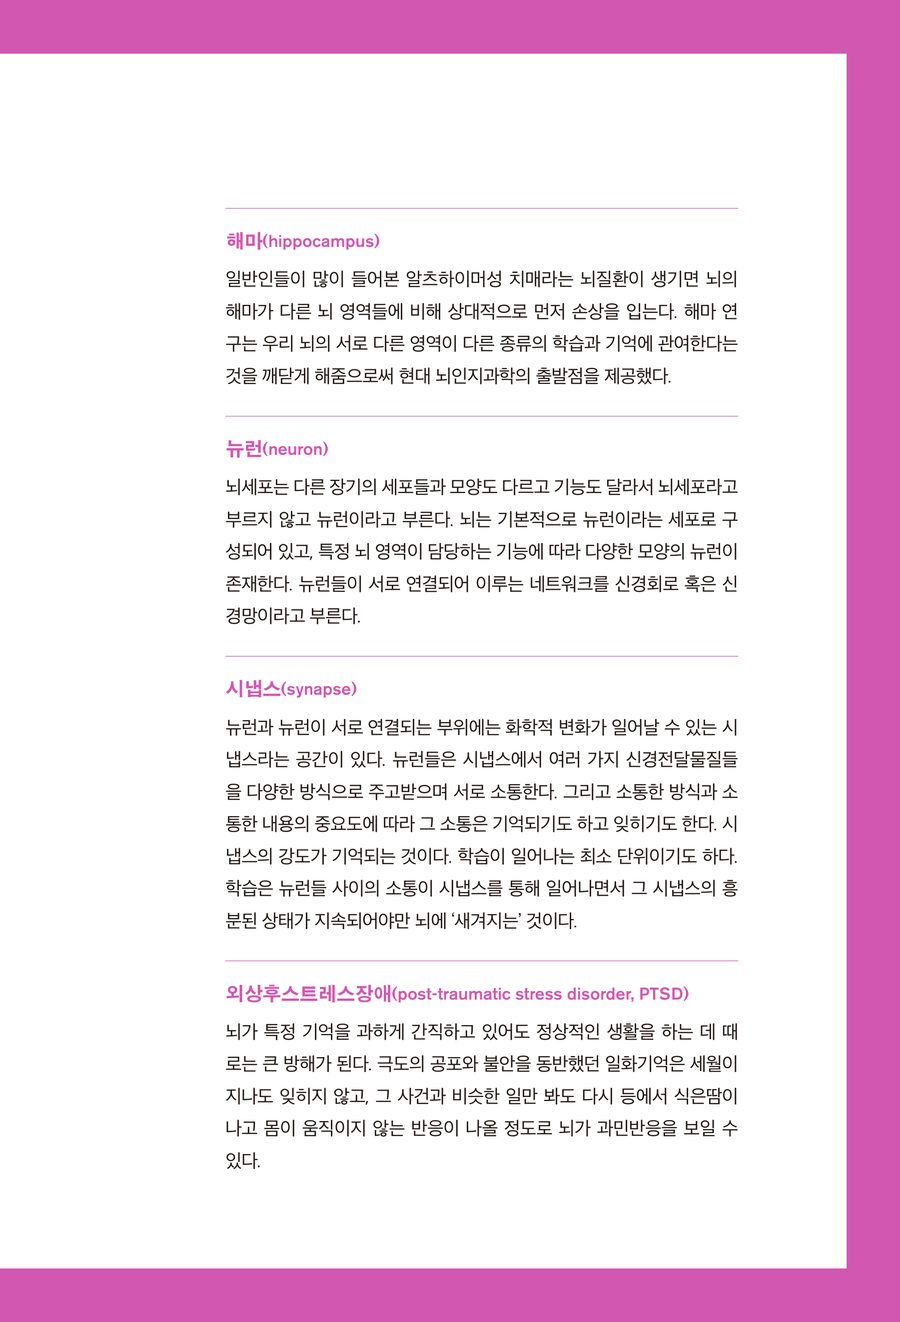 해마(hippocampus)
일반인들이 많이 들어본 알츠하이머성 치매라는 뇌질환이 생기면 뇌의
해마가 다른 뇌 영역들에 비해 상대적으로 먼저 손상을 입는다. 해마 연
구는 우리 뇌의 서로 다른 영역이 다른 종류의 학습과 기억에 관여한다는
것을 깨닫게 해줌으로써 현대 뇌인지과학의 출발점을 제공했다.
뉴런(neuron)
뇌세포는 다른 장기의 세포들과 모양도 다르고 기능도 달라서 뇌세포라고
부르지 않고 뉴런이라고 부른다. 뇌는 기본적으로 뉴런이라는 세포로 구
성되어 있고, 특정 뇌 영역이 담당하는 기능에 따라 다양한 모양의 뉴런이
존재한다. 뉴런들이 서로 연결되어 이루는 네트워크를 신경회로 혹은 신
경망이라고 부른다.
시냅스(synapse)
뉴런과 뉴런이 서로 연결되는 부위에는 화학적 변화가 일어날 수 있는 시
냅스라는 공간이 있다. 뉴런들은 시냅스에서 여러 가지 신경전달물질들
을 다양한 방식으로 주고받으며 서로 소통한다. 그리고 소통한 방식과 소
통한 내용의 중요도에 따라 그 소통은 기억되기도 하고 잊히기도 한다. 시
냅스의 강도가 기억되는 것이다. 학습이 일어나는 최소 단위이기도 하다.
학습은 뉴런들 사이의 소통이 시냅스를 통해 일어나면서 그 시냅스의 흥
분된 상태가 지속되어야만 뇌에 ‘새겨지는’ 것이다.
외상후스트레스장애(post-traumatic stress disorder, PTSD)
뇌가 특정 기억을 과하게 간직하고 있어도 정상적인 생활을 하는 데 때
로는 큰 방해가 된다. 극도의 공포와 불안을 동반했던 일화기억은 세월이
지나도 잊히지 않고, 그 사건과 비슷한 일만 봐도 다시 등에서 식은땀이
나고 몸이 움직이지 않는 반응이 나올 정도로 뇌가 과민반응을 보일 수
있다.